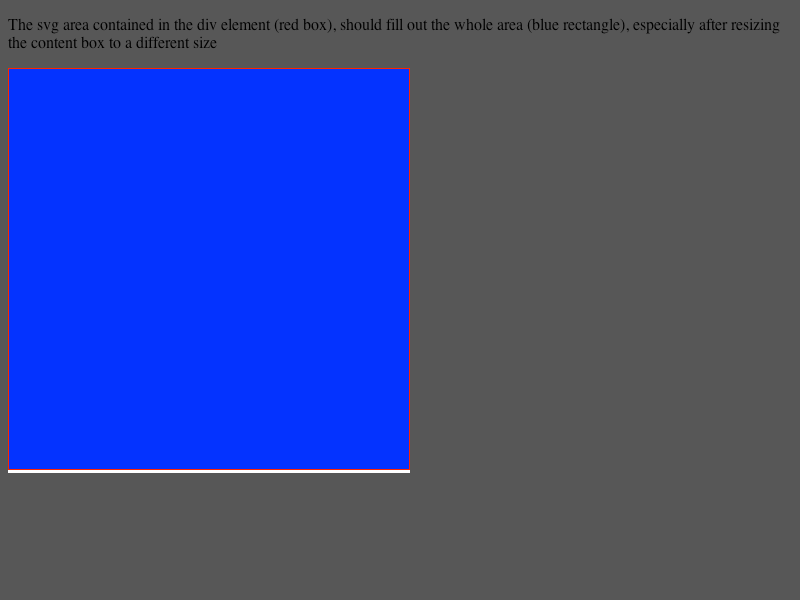 The svg area contained in the div element (red box), should fill out the whole area (blue rectangle), especially after resizing
the content box to a different size